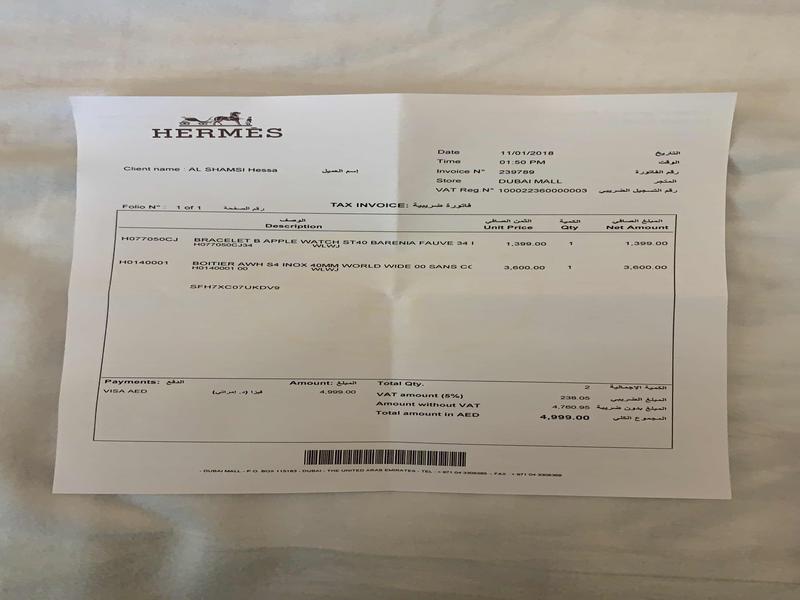 HERMÈS
Date 11/01/2018 التاريخ
Time 01:50 PM الوقت
Client name : AL SHAMSI Hessa إسم العميل
Invoice N° 239789 رقم الفاتورة
Store DUBAI MALL المتجر
VAT Reg N° 100022360000003 رقم التسجيل الضريبي
Folio N° : 1 of 1 رقم الصفحة
TAX INVOICE: فاتورة ضريبية
الوصف الثمن الصافي الكمية المبلغ الصافي
Description Unit Price Qty Net Amount
H077050CJ BRACELET B APPLE WATCH ST40 BARENIA FAUVE 34 1,399.00 1 1,399.00
H077050CJ34 WLWJ
H0140001 BOITIER AWH S4 INOX 40MM WORLD WIDE 00 SANS CC 3,600.00 1 3,600.00
H0140001 00 WLWJ
SFH7XC07UKDV9
Payments: الدفع Amount: المبلغ Total Qty. 2 الكمية الاجمالية
VISA AED فيزا (د. إمراتي) 4,999.00
VAT amount (5%) 238.05 المبلغ الضريبي
Amount without VAT 4,760.95 المبلغ بدون ضريبة
Total amount in AED 4,999.00 المجموع الكلي
- DUBAI MALL - P.O. BOX 115183 - DUBAI - THE UNITED ARAB EMIRATES - TEL : + 971 04 - FAX : + 971 04